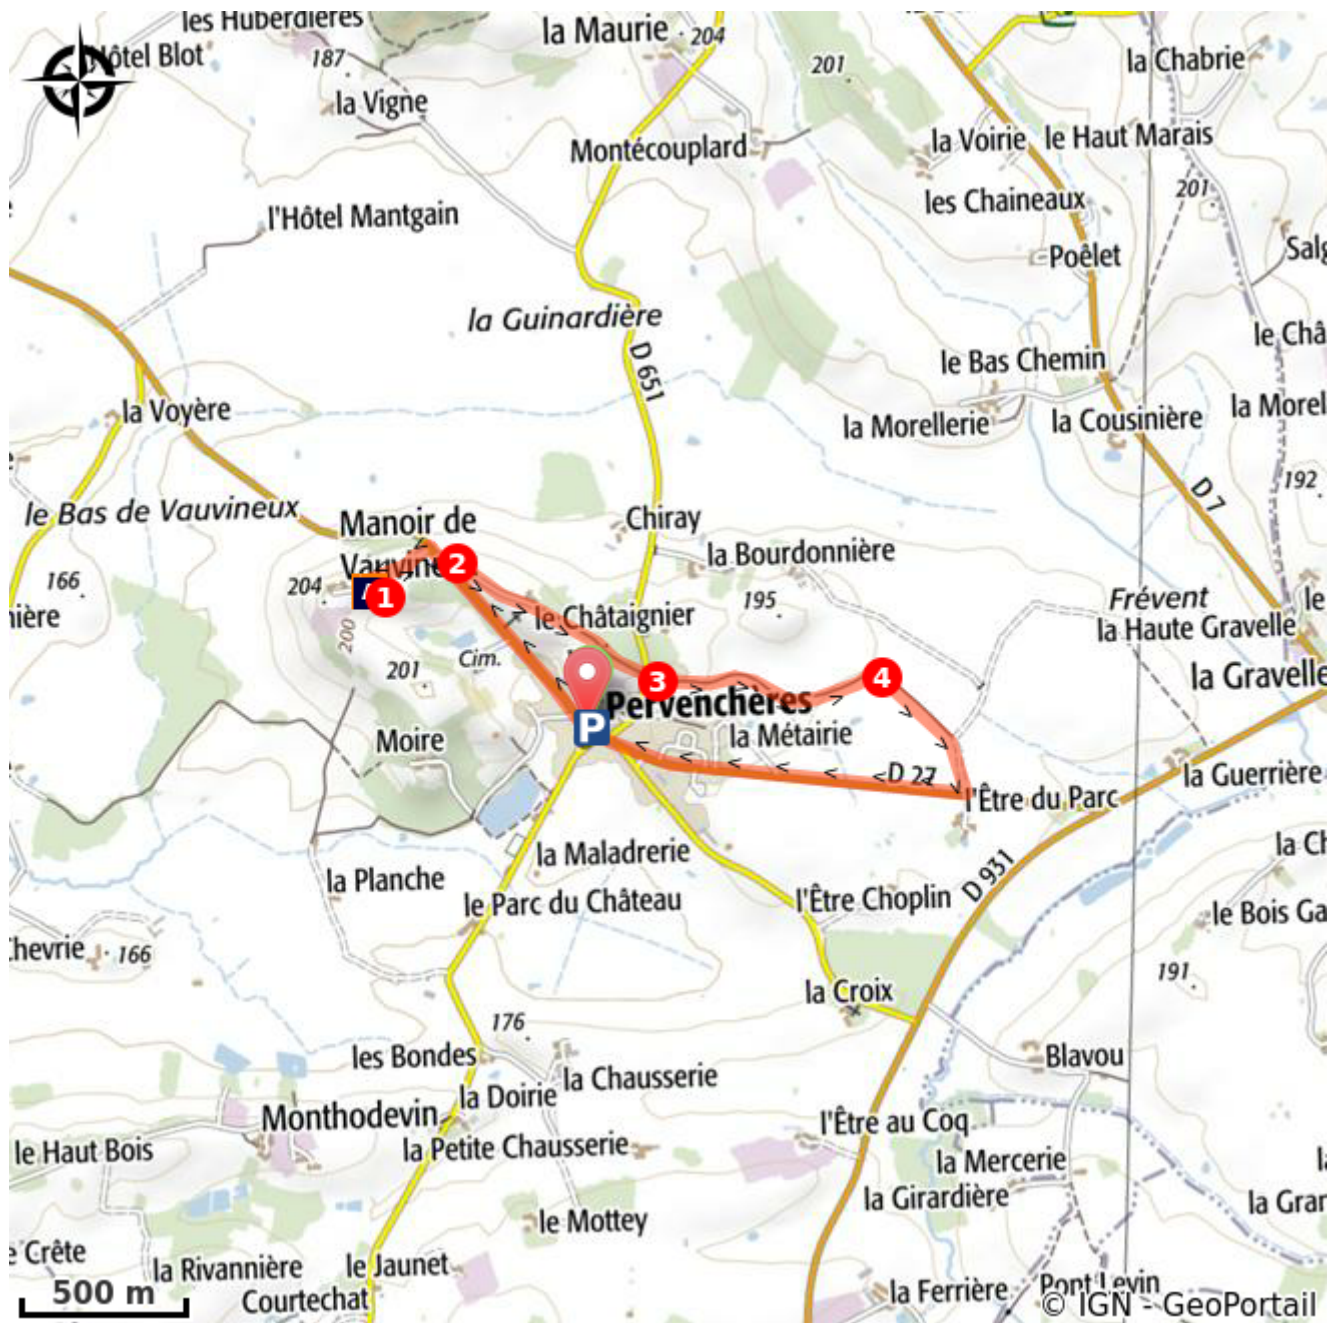 les Huberdières
la Maurie
204
Hôtel Blot
187
201
la Chabrie
la Vigne
Montécouplard
la Voirie
le Haut Marais
201
les Chaineaux
l'Hôtel Mantgain
Poêlet
la Guinardière
D 651
le Bas Chemin
la Voyère
la Morellerie
la Cousinière
192
D 7
le Bas de Vauvineux
Manoir de
Chiray
2
la Bourdonnière
166
204
1
195
Frévent
le Châtaignier
la Haute Gravelle
200
Cim.
201
3
4
la Gravelle
Pervenchères
P
la Métairie
Moire
D 27
la Guerrière
l'Être du Parc
la Maladrerie
la Planche
D 931
le Parc du Château
l'Être Choplin
166
191
la Croix
176
les Bondes
Blavou
la Chausserie
la Doirie
Monthodevin
l'Être au Coq
le Haut Bois
la Petite Chausserie
la Mercerie
la Girardière
le Mottey
la Rivannière
le Jaunet
500 m
Courtechat
la Ferrière
Pont Levin
© IGN - GeoPortail